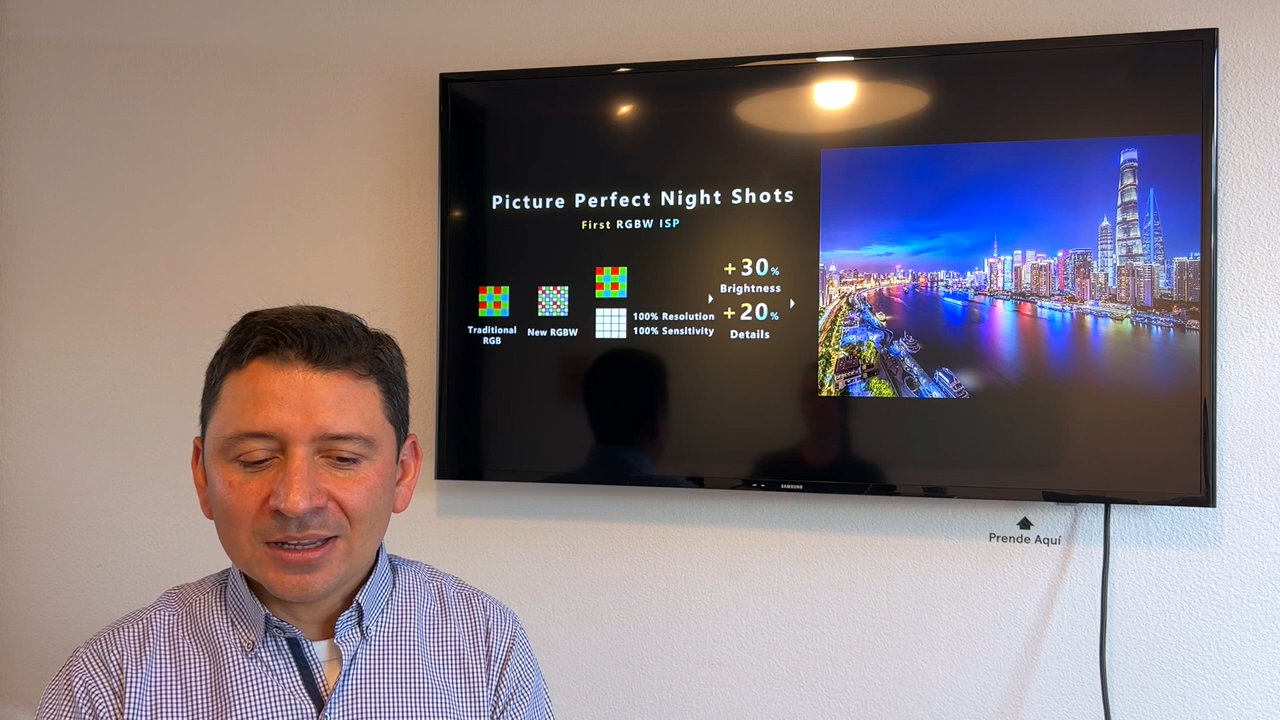 Picture Perfect Night Shots
First RGBW ISP
Traditional
RGB
New RGBW
100% Resolution
100% Sensitivity
+30%
Brightness
+20%
Details
SAMSUNG
Prende Aquí